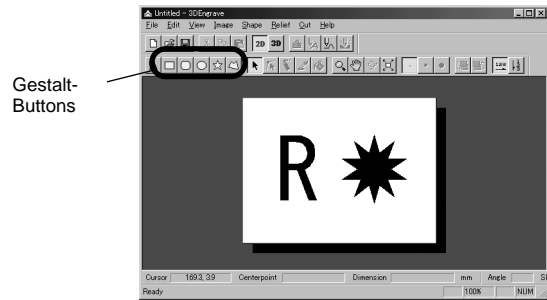 Untitled - 3DEngrave
File Edit View Image Shape Relief Cut Help
2D 3D
Gestalt-
Buttons
R
Cursor 169.3, 3.9 Centerpoint Dimension mm Angle
Ready 100% NUM